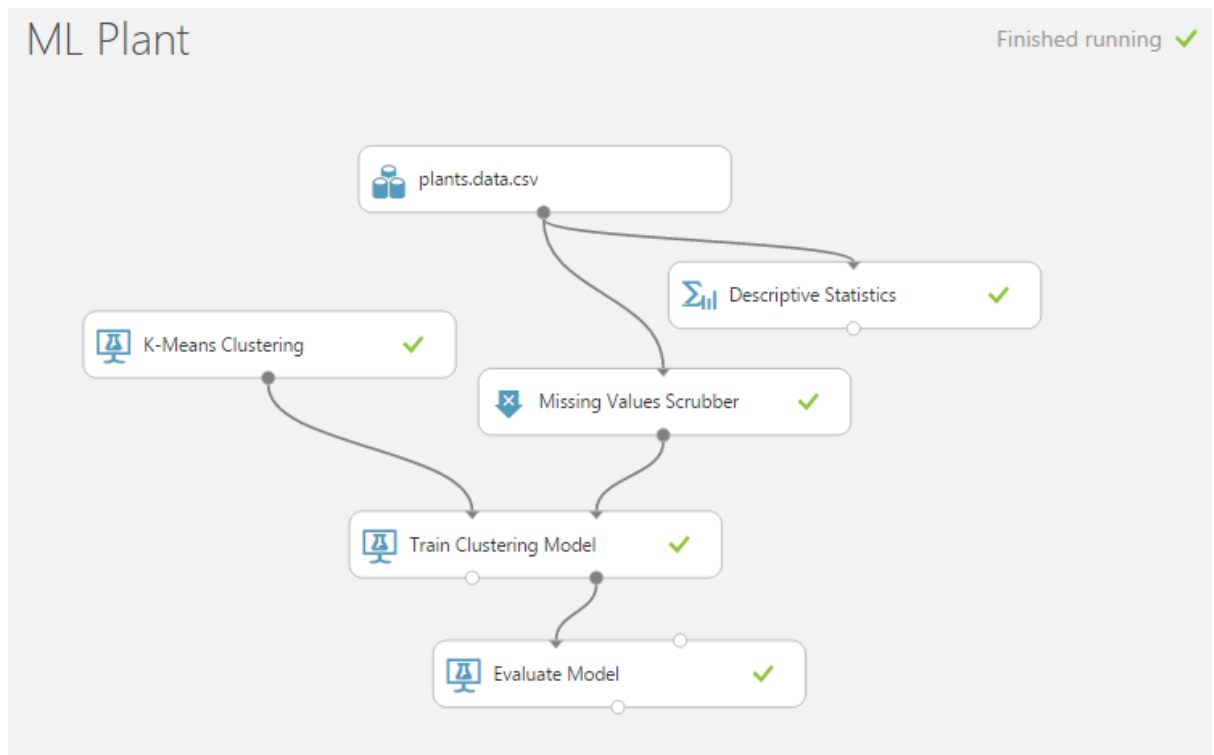 ML Plant
Finished running
plants.data.csv
Descriptive Statistics
K-Means Clustering
Missing Values Scrubber
Train Clustering Model
Evaluate Model